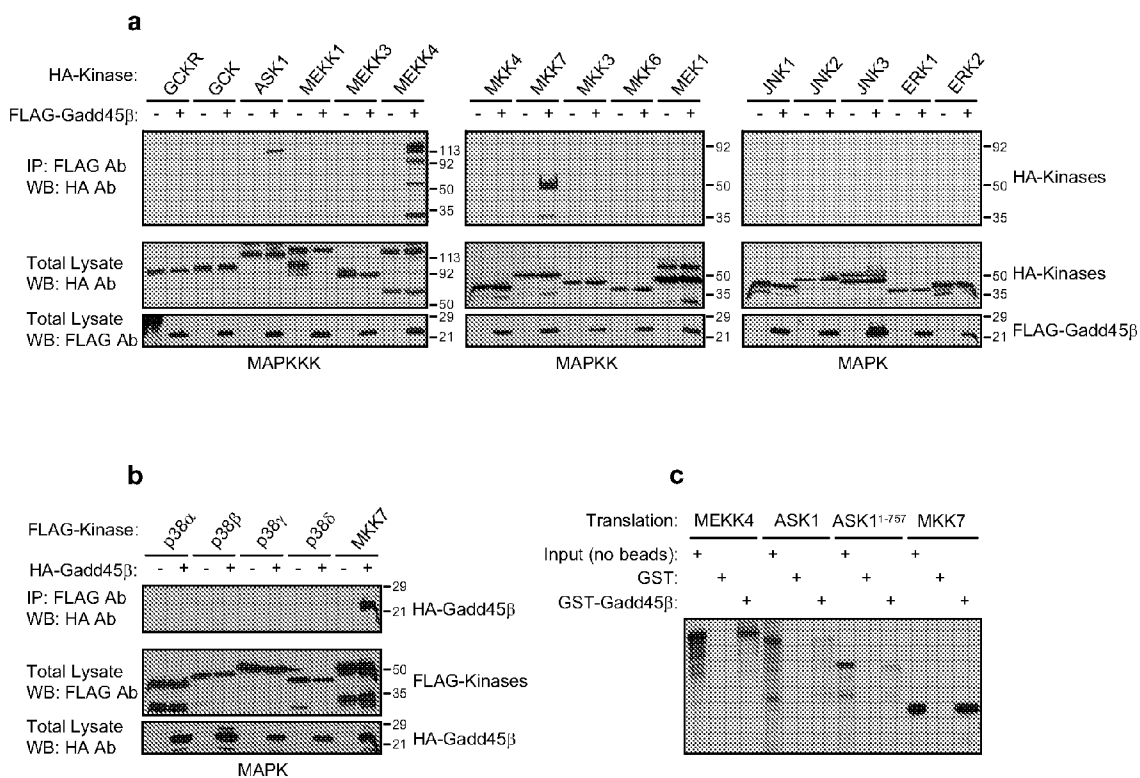 a
HA-Kinase: GCKR GCK ASK1 MEKK1 MEKK3 MEKK4 MKK4 MKK7 MKK3 MKK6 MEK1 JNK1 JNK2 JNK3 ERK1 ERK2
FLAG-Gadd45β: - + - + - + - + - + - + - + - + - + - + - + - + - + - + - + - +
IP: FLAG Ab
WB: HA Ab
113
92
50
35
92
50
35
92
50
35
HA-Kinases
Total Lysate
WB: HA Ab
113
92
50
50
35
50
35
HA-Kinases
Total Lysate
WB: FLAG Ab
29
21
29
21
29
21
FLAG-Gadd45β
MAPKKK MAPKK MAPK
b
FLAG-Kinase: p38α p38β p38γ p38δ MKK7
HA-Gadd45β: - + - + - + - + - +
IP: FLAG Ab
WB: HA Ab
29
21
HA-Gadd45β
Total Lysate
WB: FLAG Ab
50
35
FLAG-Kinases
Total Lysate
WB: HA Ab
29
21
HA-Gadd45β
MAPK
c
Translation: MEKK4 ASK1 ASK1¹⁻⁷⁵⁷ MKK7
Input (no beads): + + + +
GST: + + + +
GST-Gadd45β: + + + +